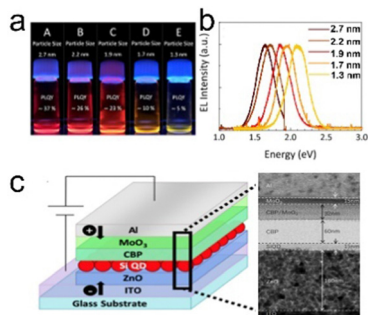 a
A B C D E
Particle Size Particle Size Particle Size Particle Size Particle Size
2.7 nm 2.2 nm 1.9 nm 1.7 nm 1.3 nm
PLQY PLQY PLQY PLQY PLQY
~ 26 % ~ 23 % ~ 5 %
b
EL Intensity (a.u.)
2.7 nm
2.2 nm
1.9 nm
1.7 nm
1.3 nm
1.0 1.5 2.0 2.5 3.0
Energy (eV)
c
Al
MoO3
CBP
Si QD
ZnO
ITO
Glass Substrate
CBP/MoO3
CBP
SiQD